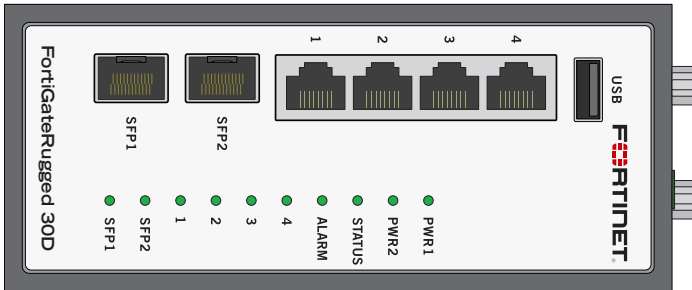 FortiGateRugged 30D
SFP1
SFP2
1
2
3
4
USB
FORTINET®
SFP1
SFP2
1
2
3
4
ALARM
STATUS
PWR2
PWR1